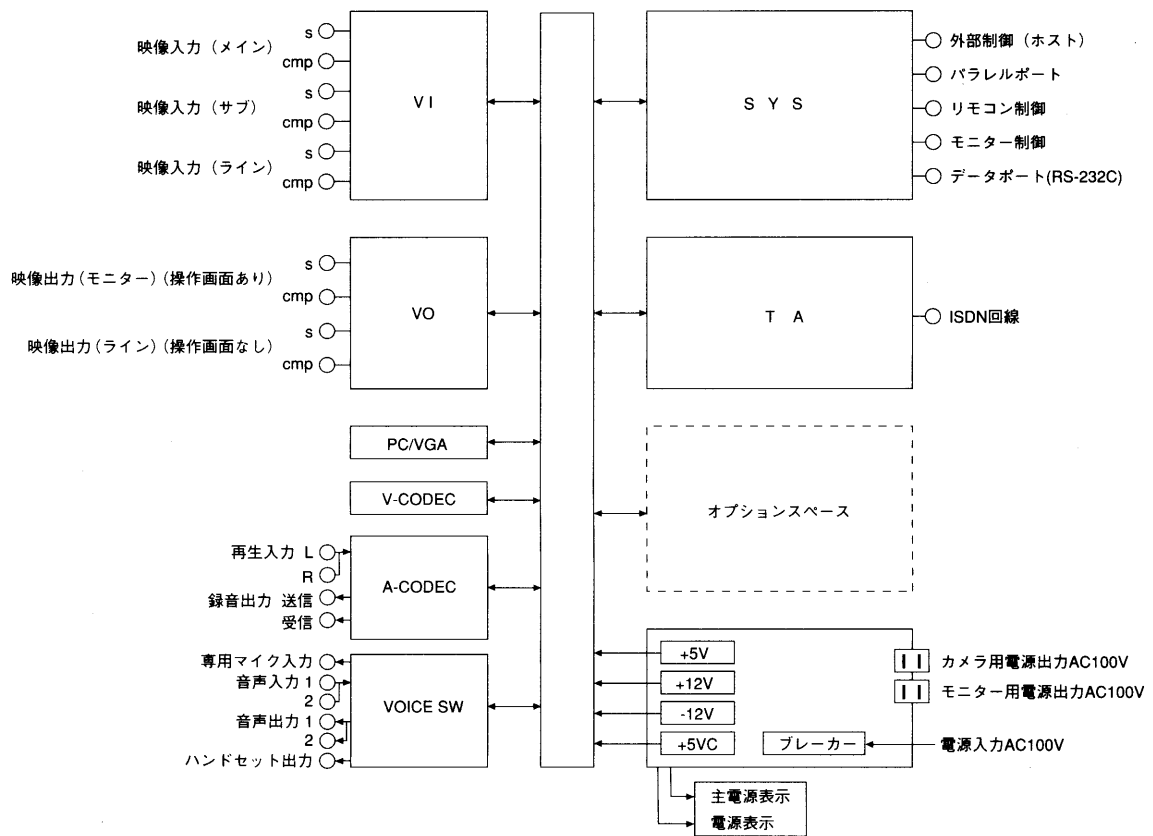 映像入力（メイン）
s
cmp
映像入力（サブ）
s
cmp
映像入力（ライン）
s
cmp
V I
映像出力(モニター)(操作画面あり)
s
cmp
映像出力(ライン)(操作画面なし)
s
cmp
VO
PC/VGA
V-CODEC
再生入力 L
R
録音出力 送信
受信
A-CODEC
専用マイク入力
音声入力 1
2
音声出力 1
2
ハンドセット出力
VOICE SW
S Y S
外部制御（ホスト）
パラレルポート
リモコン制御
モニター制御
データポート(RS-232C)
T A
ISDN回線
オプションスペース
+5V
+12V
-12V
+5VC
ブレーカー
カメラ用電源出力AC100V
モニター用電源出力AC100V
電源入力AC100V
主電源表示
電源表示